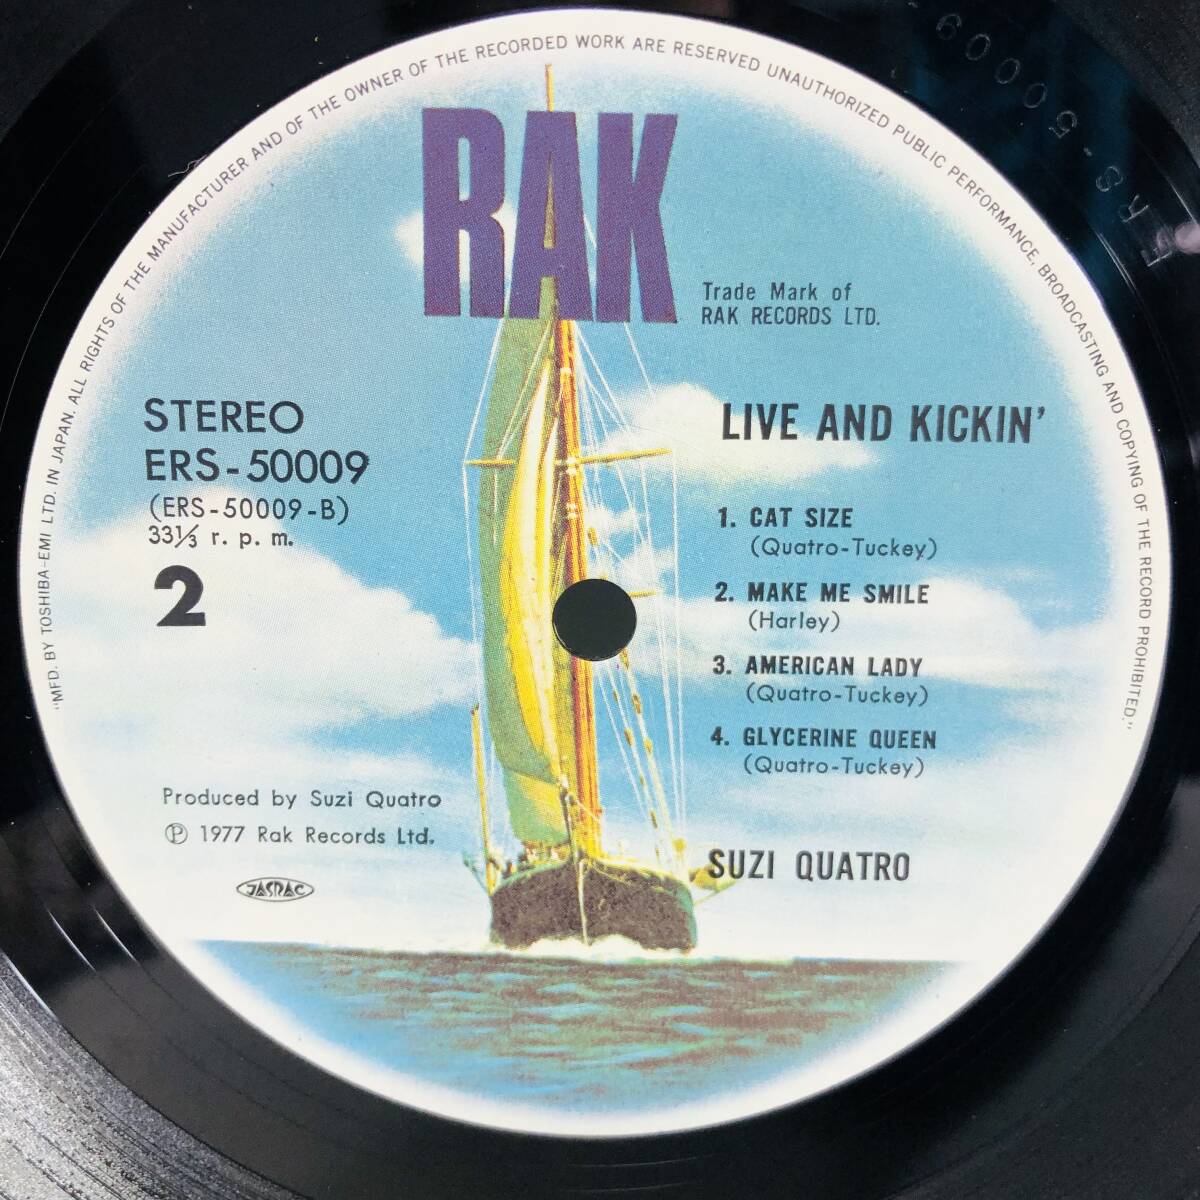 "MFD. BY TOSHIBA-EMI LTD. IN JAPAN. ALL RIGHTS OF THE MANUFACTURER AND OF THE OWNER OF THE RECORDED WORK ARE RESERVED UNAUTHORIZED PUBLIC PERFORMANCE, BROADCASTING AND COPYING OF THE RECORD PROHIBITED."
RAK
Trade Mark of
RAK RECORDS LTD.
STEREO
ERS-50009
(ERS-50009-B)
33⅓ r. p. m.
2
LIVE AND KICKIN'
1. CAT SIZE
(Quatro-Tuckey)
2. MAKE ME SMILE
(Harley)
3. AMERICAN LADY
(Quatro-Tuckey)
4. GLYCERINE QUEEN
(Quatro-Tuckey)
Produced by Suzi Quatro
Ⓟ 1977 Rak Records Ltd.
JASRAC
SUZI QUATRO
ERS-50009